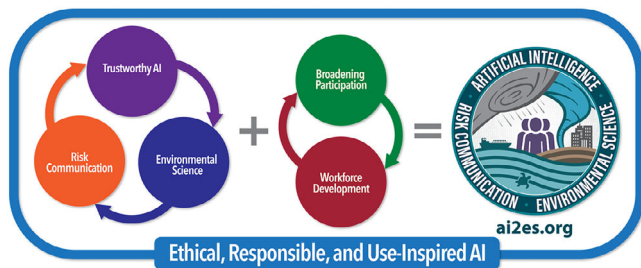 Trustworthy AI
Risk
Communication
Environmental
Science
+
Broadening
Participation
Workforce
Development
=
ARTIFICIAL INTELLIGENCE
RISK COMMUNICATION · ENVIRONMENTAL SCIENCE
ai2es.org
Ethical, Responsible, and Use-Inspired AI